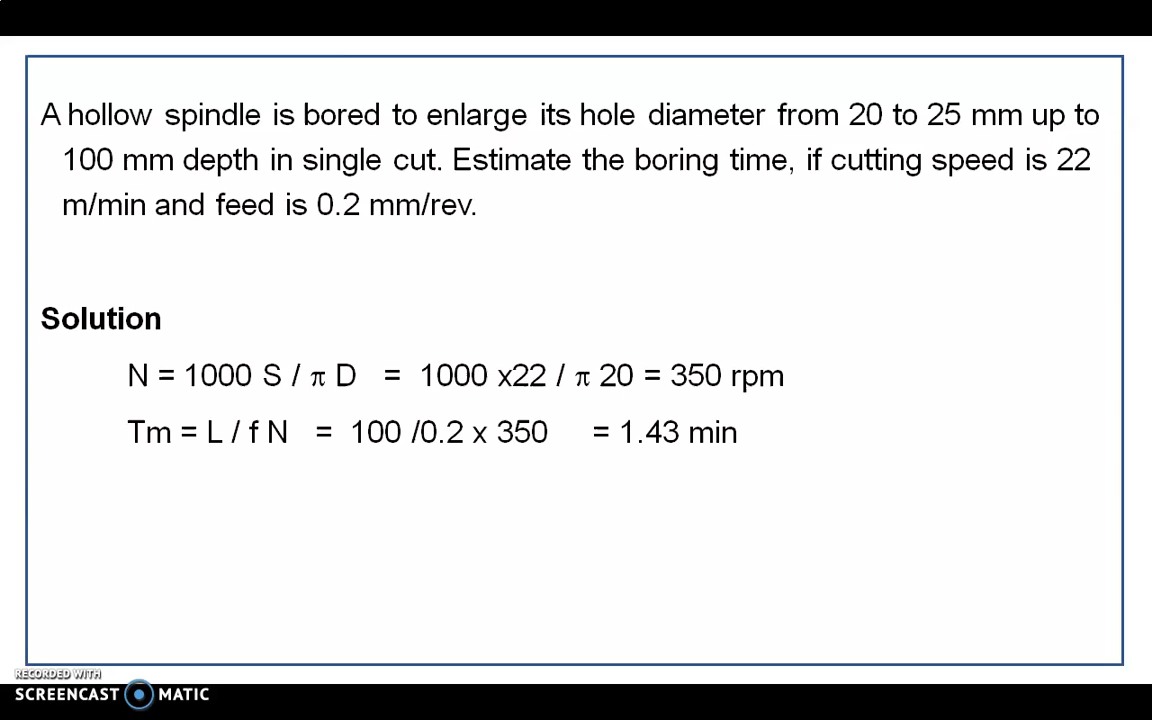 A hollow spindle is bored to enlarge its hole diameter from 20 to 25 mm up to
100 mm depth in single cut. Estimate the boring time, if cutting speed is 22
m/min and feed is 0.2 mm/rev.
Solution
N = 1000 S / π D = 1000 x22 / π 20 = 350 rpm
Tm = L / f N = 100 /0.2 x 350 = 1.43 min
RECORDED WITH
SCREENCAST MATIC